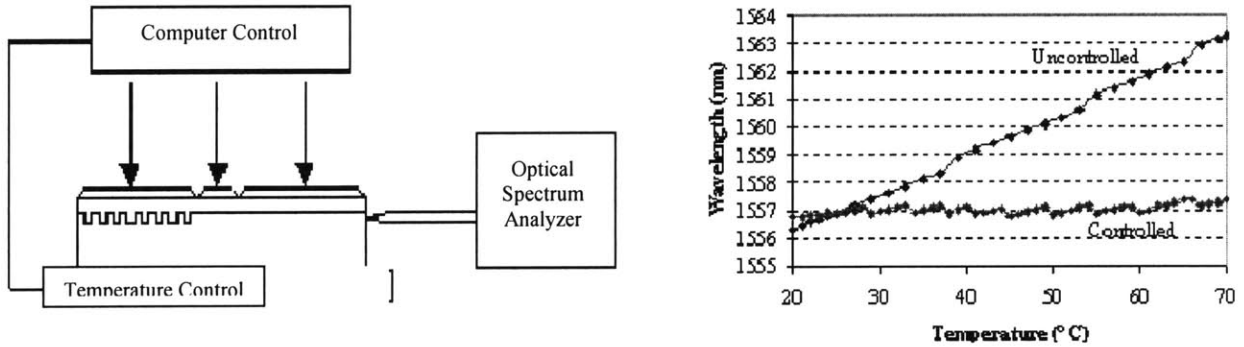 Computer Control
Optical
Spectrum
Analyzer
Temperature Control
]
Wavelength (nm)
1564
1563
1562
1561
1560
1559
1558
1557
1556
1555
Uncontrolled
Controlled
20 30 40 50 60 70
Temperature (° C)